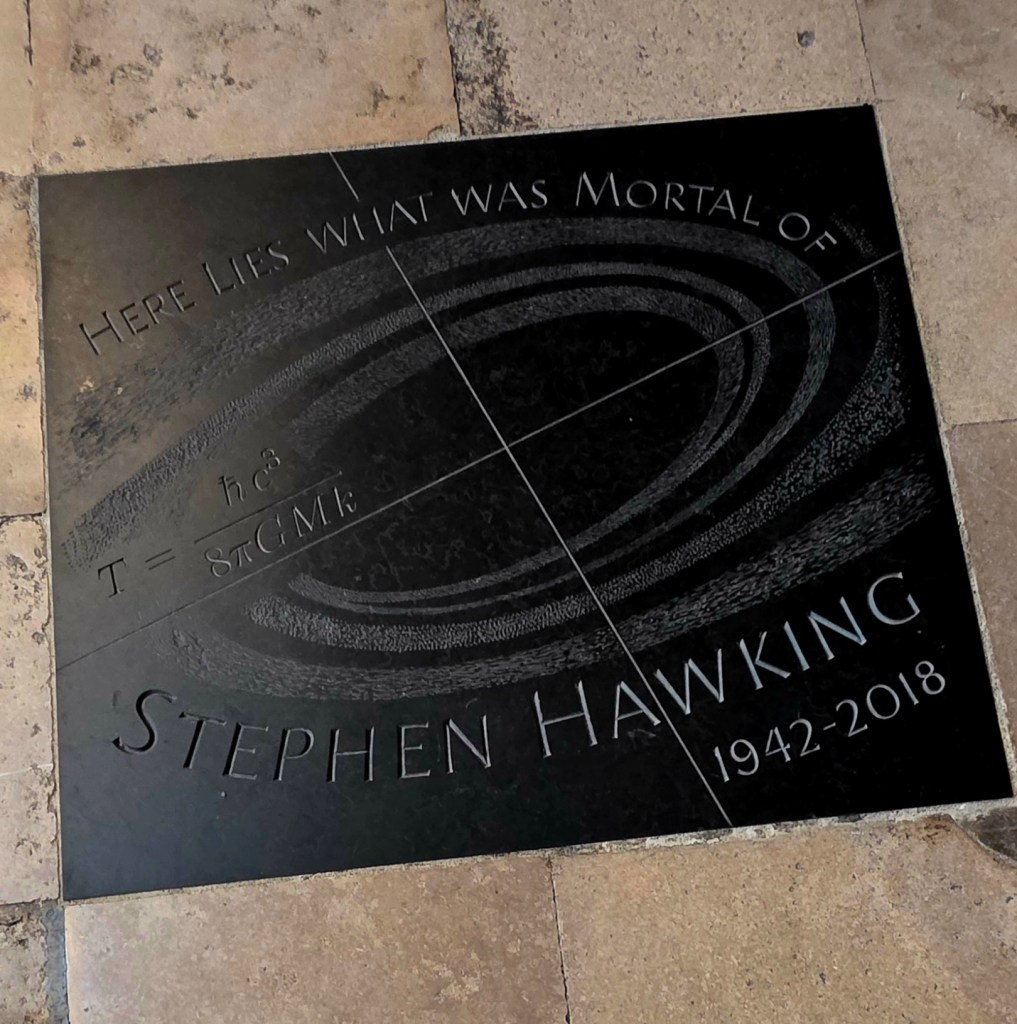 Here Lies what was Mortal of
T = ħc³ / 8πGMk
Stephen Hawking
1942-2018